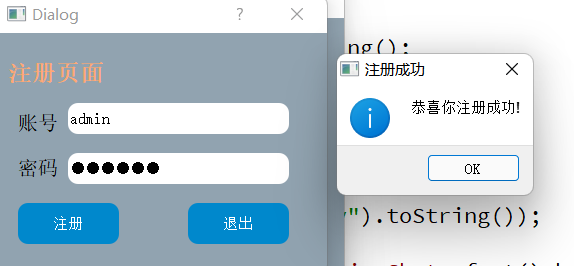 Dialog
?
注册页面
账号 admin
密码 ●●●●●●
注册 退出
ng();
注册成功
恭喜你注册成功!
OK
y").toString());